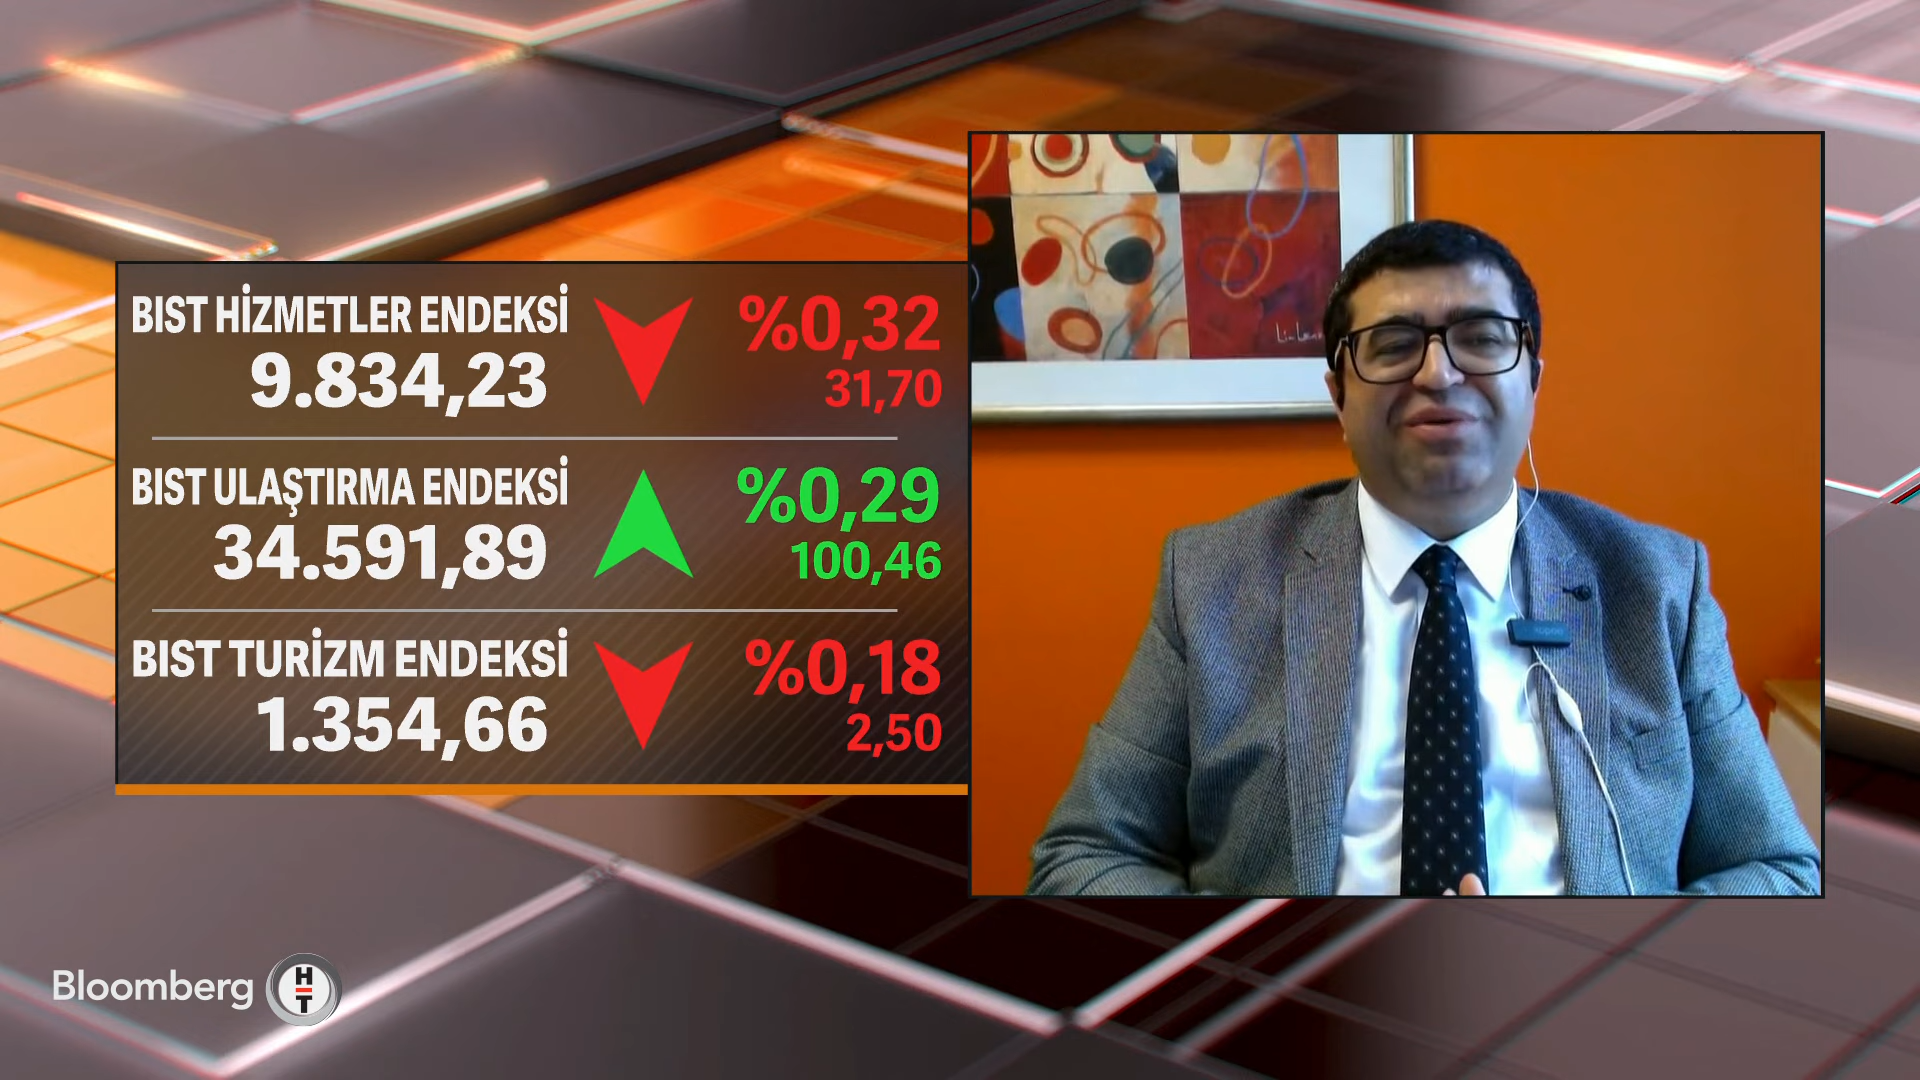 BIST HİZMETLER ENDEKSİ
9.834,23
%0,32
31,70
BIST ULAŞTIRMA ENDEKSİ
34.591,89
%0,29
100,46
BIST TURİZM ENDEKSİ
1.354,66
%0,18
2,50
Bloomberg HT